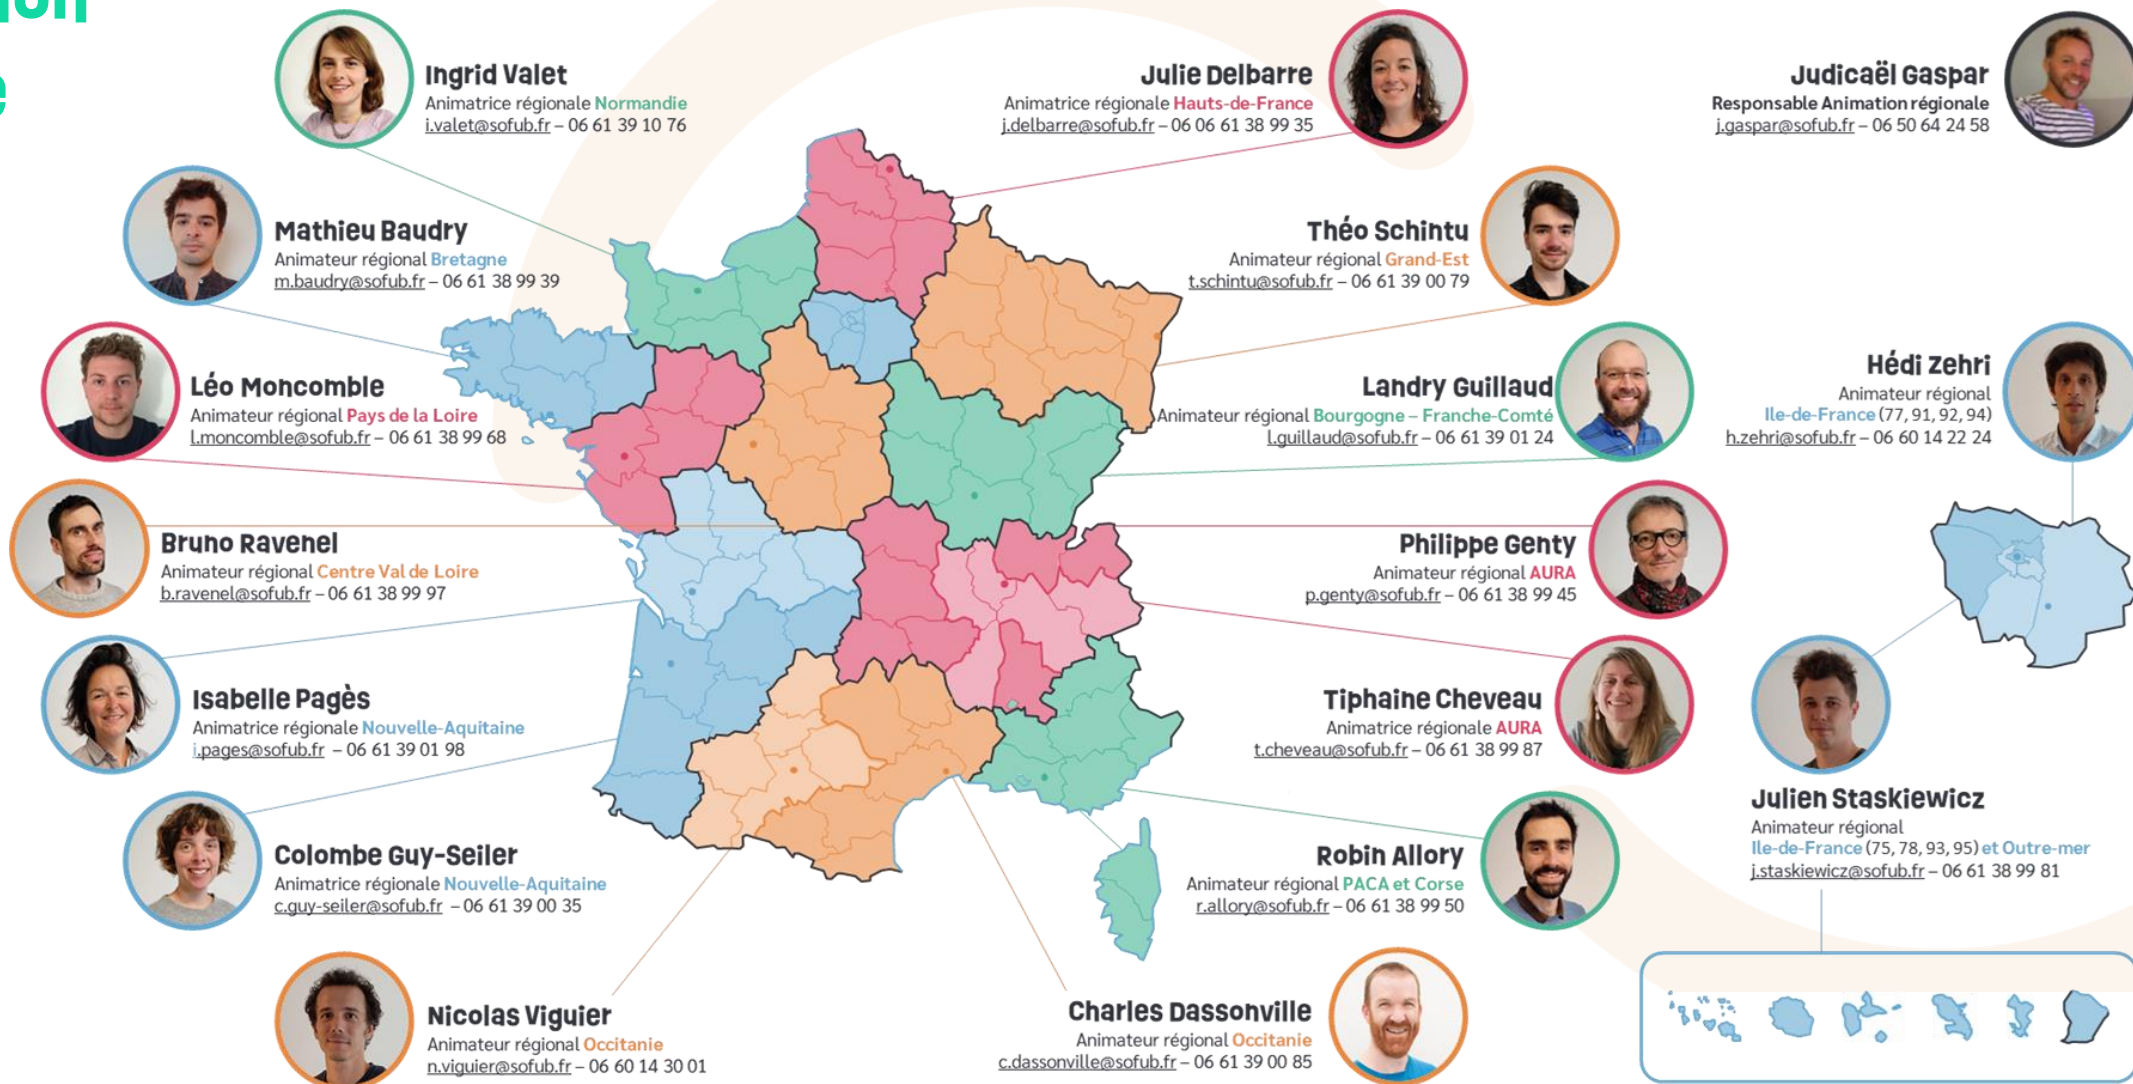 Ingrid Valet
Animatrice régionale Normandie
i.valet@sofub.fr – 06 61 39 10 76
Julie Delbarre
Animatrice régionale Hauts-de-France
j.delbarre@sofub.fr – 06 06 61 38 99 35
Judicaël Gaspar
Responsable Animation régionale
j.gaspar@sofub.fr – 06 50 64 24 58
Mathieu Baudry
Animateur régional Bretagne
m.baudry@sofub.fr – 06 61 38 99 39
Théo Schintu
Animateur régional Grand-Est
t.schintu@sofub.fr – 06 61 39 00 79
Léo Moncomble
Animateur régional Pays de la Loire
l.moncomble@sofub.fr – 06 61 38 99 68
Landry Guillaud
Animateur régional Bourgogne – Franche-Comté
l.guillaud@sofub.fr – 06 61 39 01 24
Hédi Zehri
Animateur régional
Ile-de-France (77, 91, 92, 94)
h.zehri@sofub.fr – 06 60 14 22 24
Bruno Ravenel
Animateur régional Centre Val de Loire
b.ravenel@sofub.fr – 06 61 38 99 97
Philippe Genty
Animateur régional AURA
p.genty@sofub.fr – 06 61 38 99 45
Isabelle Pagès
Animatrice régionale Nouvelle-Aquitaine
i.pages@sofub.fr – 06 61 39 01 98
Tiphaine Cheveau
Animatrice régionale AURA
t.cheveau@sofub.fr – 06 61 38 99 87
Julien Staskiewicz
Animateur régional
Ile-de-France (75, 78, 93, 95) et Outre-mer
j.staskiewicz@sofub.fr – 06 61 38 99 81
Colombe Guy-Seiler
Animatrice régionale Nouvelle-Aquitaine
c.guy-seiler@sofub.fr – 06 61 39 00 35
Robin Allory
Animateur régional PACA et Corse
r.allory@sofub.fr – 06 61 38 99 50
Nicolas Viguier
Animateur régional Occitanie
n.viguier@sofub.fr – 06 60 14 30 01
Charles Dassonville
Animateur régional Occitanie
c.dassonville@sofub.fr – 06 61 39 00 85